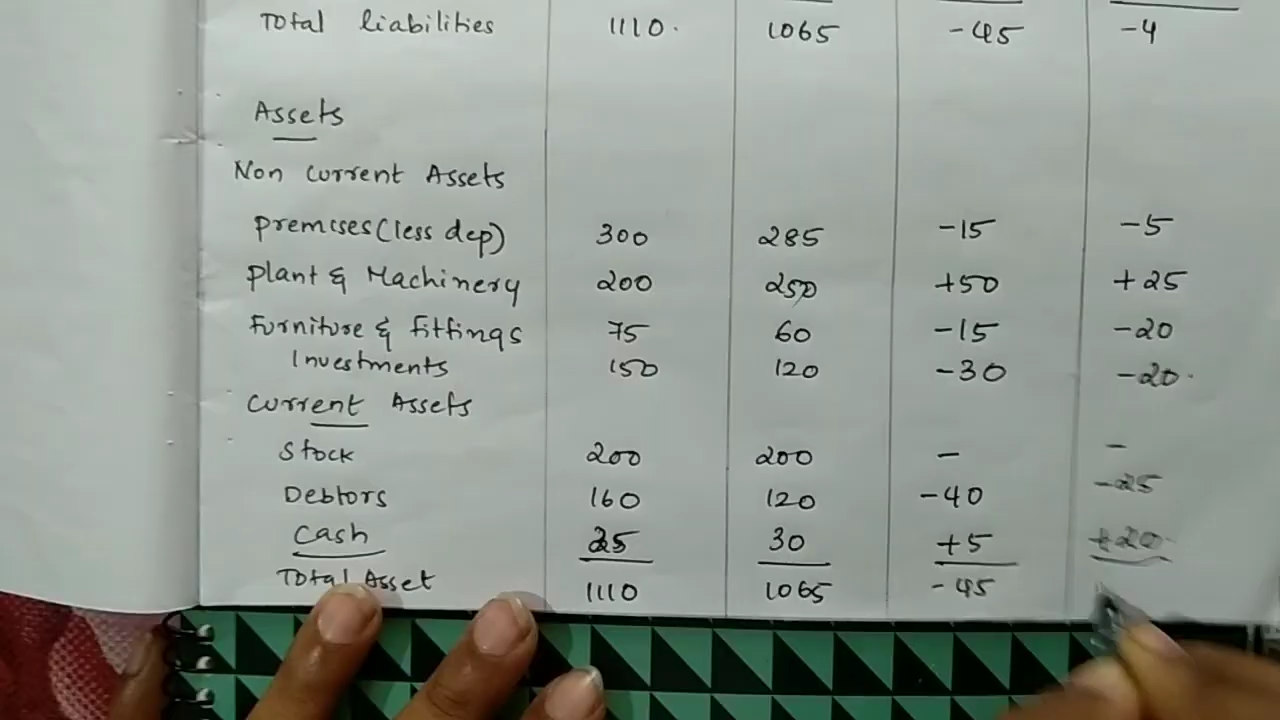 Total liabilities 1110. 1065 -45 -4
Assets
Non Current Assets
Premises (less dep) 300 285 -15 -5
Plant & Machinery 200 250 +50 +25
Furniture & fittings 75 60 -15 -20
Investments 150 120 -30 -20.
Current Assets
Stock 200 200 - -
Debtors 160 120 -40 -25
Cash 25 30 +5 +20
Total Asset 1110 1065 -45